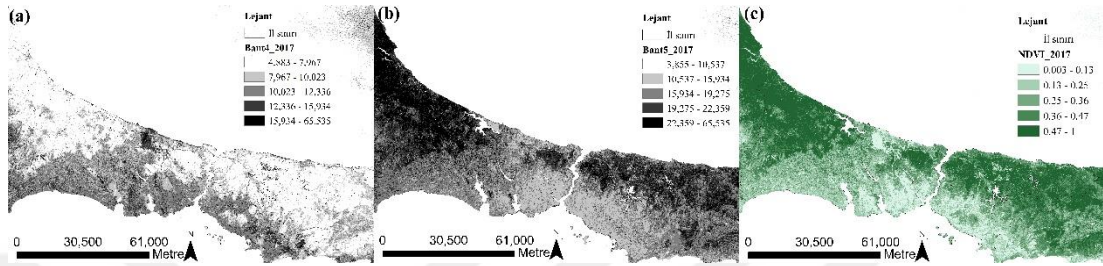 (a)
Lejant
İl sınırı
Bant4_2017
4,883 - 7,967
7,967 - 10,023
10,023 - 12,336
12,336 - 15,934
15,934 - 65,535
0 30,500 61,000
Metre
N
(b)
Lejant
İl sınırı
Bant5_2017
3,855 - 10,537
10,537 - 15,934
15,934 - 19,275
19,275 - 22,359
22,359 - 65,535
0 30,500 61,000
Metre
N
(c)
Lejant
İl sınırı
NDVI_2017
0.003 - 0.13
0.13 - 0.25
0.25 - 0.36
0.36 - 0.47
0.47 - 1
0 30,500 61,000
Metre
N